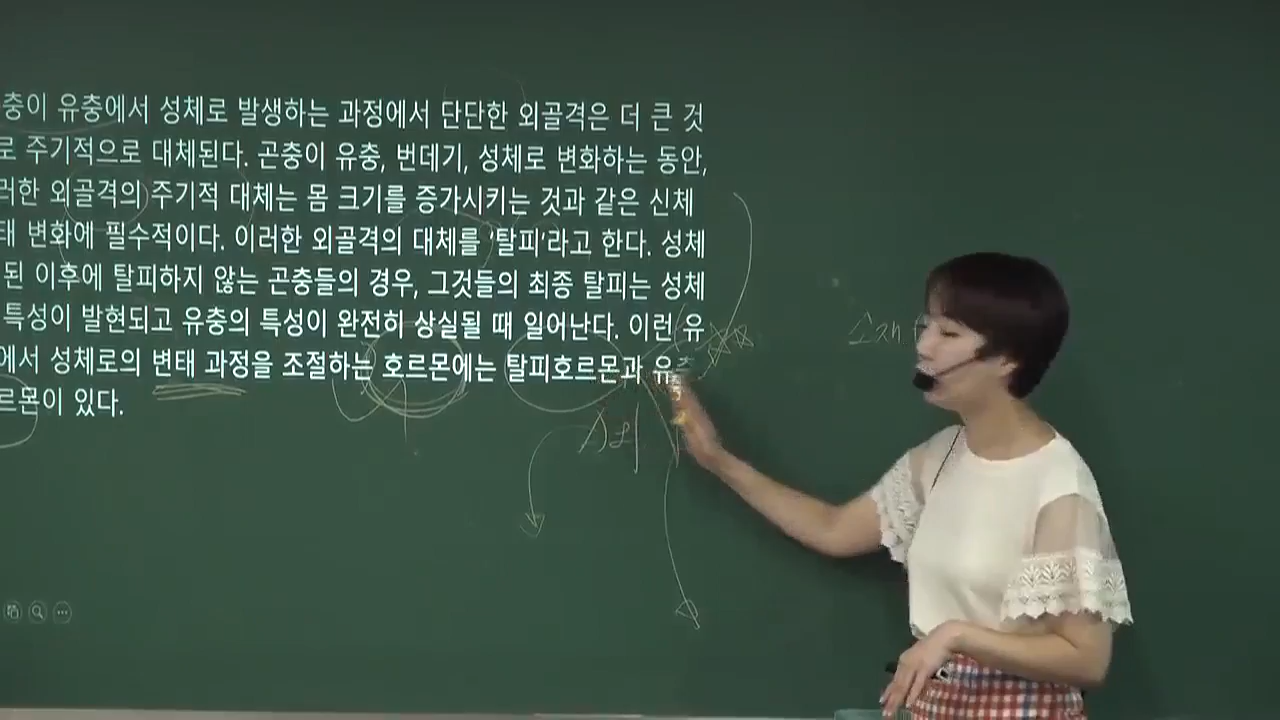 충이 유충에서 성체로 발생하는 과정에서 단단한 외골격은 더 큰 것
로 주기적으로 대체된다. 곤충이 유충, 번데기, 성체로 변화하는 동안,
러한 외골격의 주기적 대체는 몸 크기를 증가시키는 것과 같은 신체
태 변화에 필수적이다. 이러한 외골격의 대체를 ‘탈피’라고 한다. 성체
된 이후에 탈피하지 않는 곤충들의 경우, 그것들의 최종 탈피는 성체
특성이 발현되고 유충의 특성이 완전히 상실될 때 일어난다. 이런 유
에서 성체로의 변태 과정을 조절하는 호르몬에는 탈피호르몬과 유충
르몬이 있다.
소재